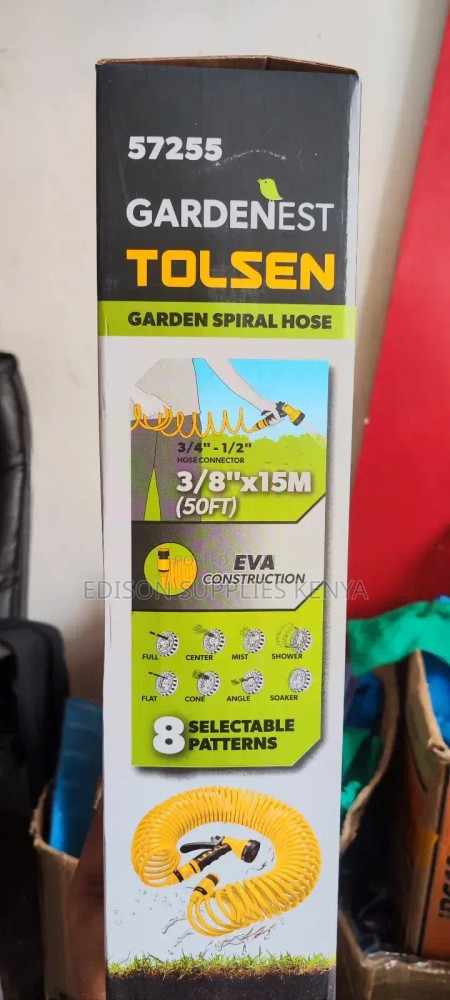 57255
GARDENEST
TOLSEN
GARDEN SPIRAL HOSE
3/4" - 1/2"
HOSE CONNECTOR
3/8"x15M
(50FT)
POSTED
EVA
CONSTRUCTION
EDISON SUPPLIES KENYA
FULL CENTER MIST SHOWER
FLAT CONE ANGLE SOAKER
8 SELECTABLE
PATTERNS